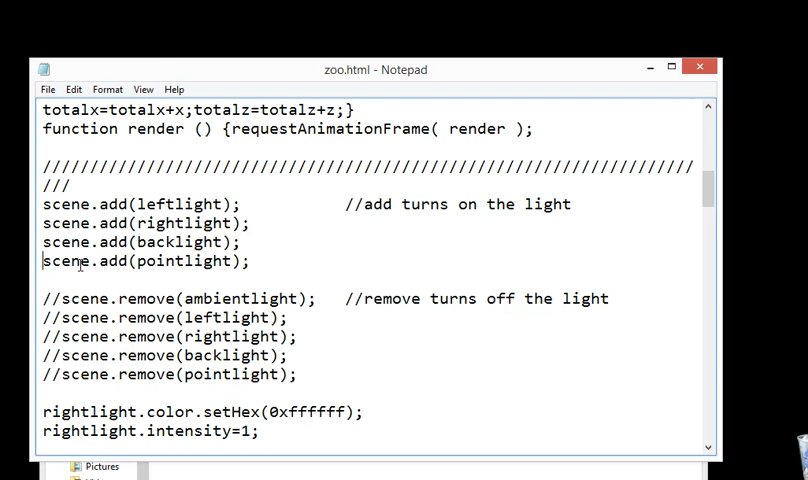 zoo.html - Notepad
File Edit Format View Help
totalx=totalx+x;totalz=totalz+z;}
function render () {requestAnimationFrame( render );
/////////////////////////////////////////////////////////////////////
///
scene.add(leftlight); //add turns on the light
scene.add(rightlight);
scene.add(backlight);
scene.add(pointlight);
//scene.remove(ambientlight); //remove turns off the light
//scene.remove(leftlight);
//scene.remove(rightlight);
//scene.remove(backlight);
//scene.remove(pointlight);
rightlight.color.setHex(0xffffff);
rightlight.intensity=1;
Pictures